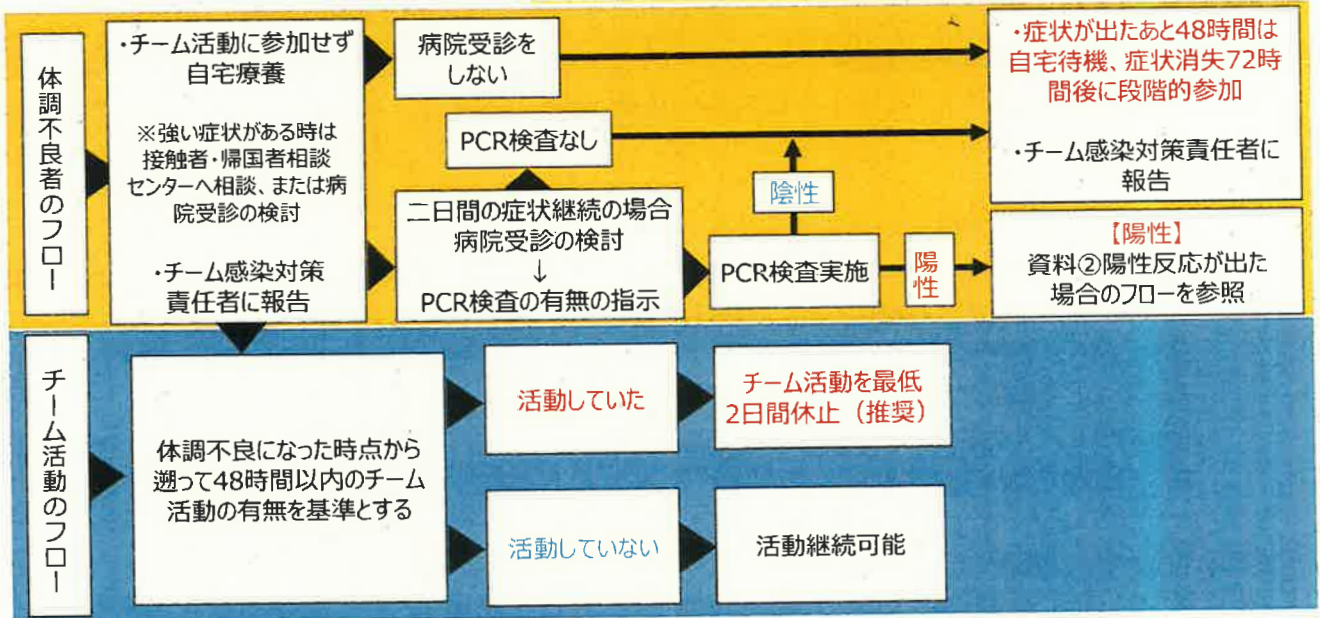 体調不良者のフロー
・チーム活動に参加せず
自宅療養
※強い症状がある時は
接触者・帰国者相談
センターへ相談、または病
院受診の検討
・チーム感染対策
責任者に報告
病院受診を
しない
PCR検査なし
二日間の症状継続の場合
病院受診の検討
↓
PCR検査の有無の指示
陰性
PCR検査実施
陽性
・症状が出たあと48時間は
自宅待機、症状消失72時
間後に段階的参加
・チーム感染対策責任者に
報告
【陽性】
資料②陽性反応が出た
場合のフローを参照
チーム活動のフロー
体調不良になった時点から
遡って48時間以内のチーム
活動の有無を基準とする
活動していた
チーム活動を最低
2日間休止（推奨）
活動していない
活動継続可能